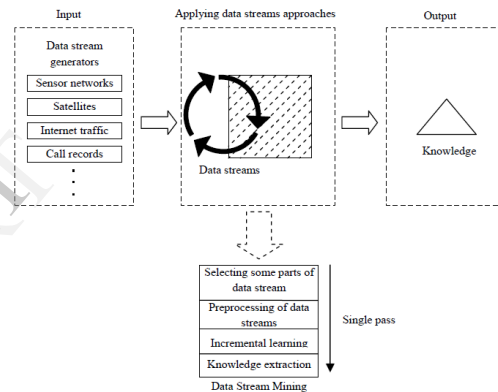 Input
Applying data streams approaches
Output
Data stream
generators
Sensor networks
Satellites
Internet traffic
Call records
Data streams
Knowledge
Selecting some parts of
data stream
Preprocessing of data
streams
Incremental learning
Knowledge extraction
Single pass
Data Stream Mining